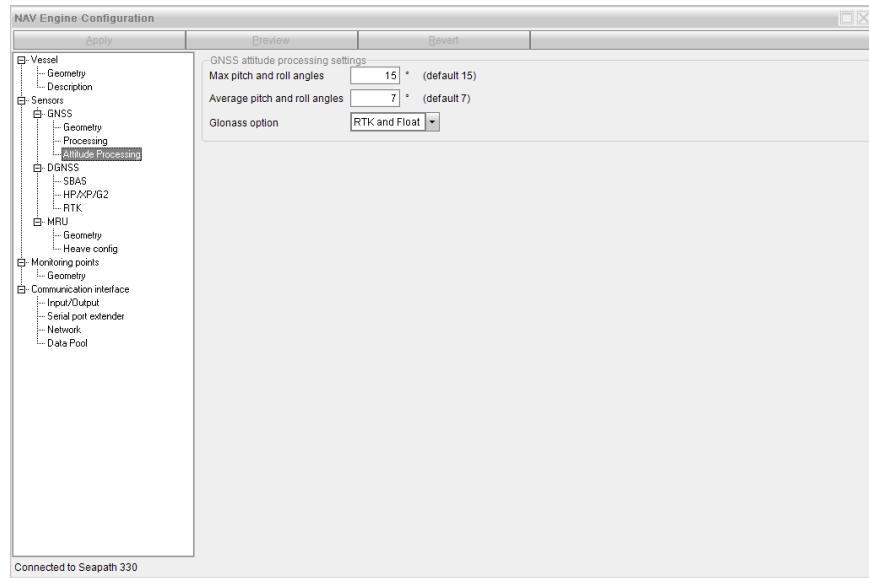 NAV Engine Configuration
Apply Preview Revert
Vessel
Geometry
Description
Sensors
GNSS
Geometry
Processing
Attitude Processing
DGNSS
SBAS
HP/XP/G2
RTK
MRU
Geometry
Heave config
Monitoring points
Geometry
Communication interface
Input/Output
Serial port extender
Network
Data Pool
GNSS attitude processing settings
Max pitch and roll angles 15 ° (default 15)
Average pitch and roll angles 7 ° (default 7)
Glonass option RTK and Float
Connected to Seapath 330